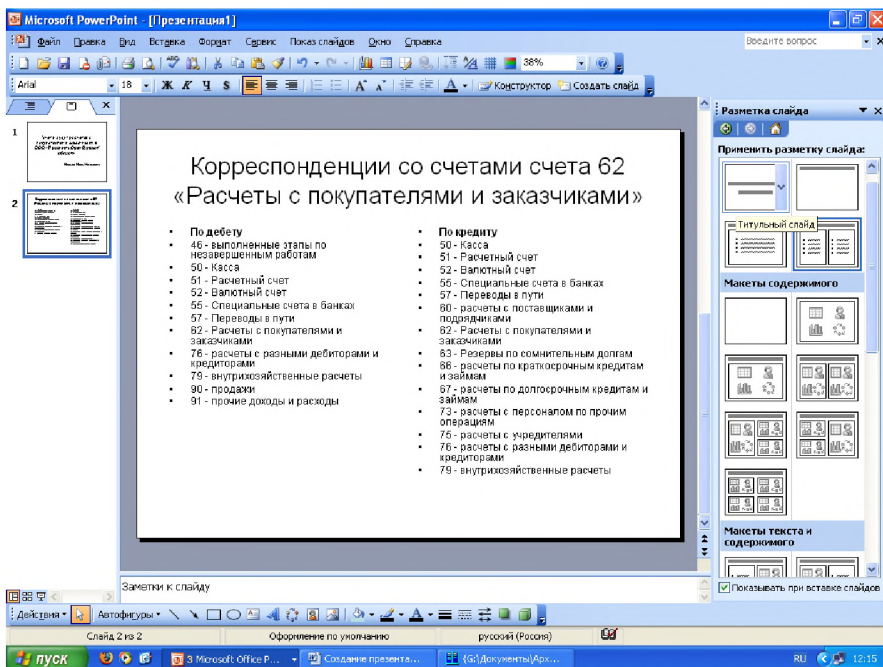 Microsoft PowerPoint - [Презентация1]
Файл Правка Вид Вставка Формат Сервис Показ слайдов Окно Справка
Введите вопрос
38%
Arial 18 Ж К Ч S Конструктор Создать слайд
1
2
Корреспонденции со счетами счета 62
«Расчеты с покупателями и заказчиками»
• По дебету
• 46 - выполненные этапы по
незавершенным работам
• 50 - Касса
• 51 - Расчетный счет
• 52 - Валютный счет
• 55 - Специальные счета в банках
• 57 - Переводы в пути
• 62 - Расчеты с покупателями и
заказчиками
• 76 - расчеты с разными дебиторами и
кредиторами
• 79 - внутрихозяйственные расчеты
• 90 - продажи
• 91 - прочие доходы и расходы
• По кредиту
• 50 - Касса
• 51 - Расчетный счет
• 52 - Валютный счет
• 55 - Специальные счета в банках
• 57 - Переводы в пути
• 60 - расчеты с поставщиками и
подрядчиками
• 62 - Расчеты с покупателями и
заказчиками
• 63 - Резервы по сомнительным долгам
• 66 - расчеты по краткосрочным кредитам
и займам
• 67 - расчеты по долгосрочным кредитам и
займам
• 73 - расчеты с персоналом по прочим
операциям
• 75 - расчеты с учредителями
• 76 - расчеты с разными дебиторами и
кредиторами
• 79 - внутрихозяйственные расчеты
Разметка слайда
Применить разметку слайда:
Титульный слайд
Макеты содержимого
Макеты текста и
содержимого
Показывать при вставке слайдов
Заметки к слайду
Действия Автофигуры
Слайд 2 из 2 Оформление по умолчанию русский (Россия)
пуск 3 Microsoft Office P... Создание презента... {G:\Документы\Арх... RU 12:15